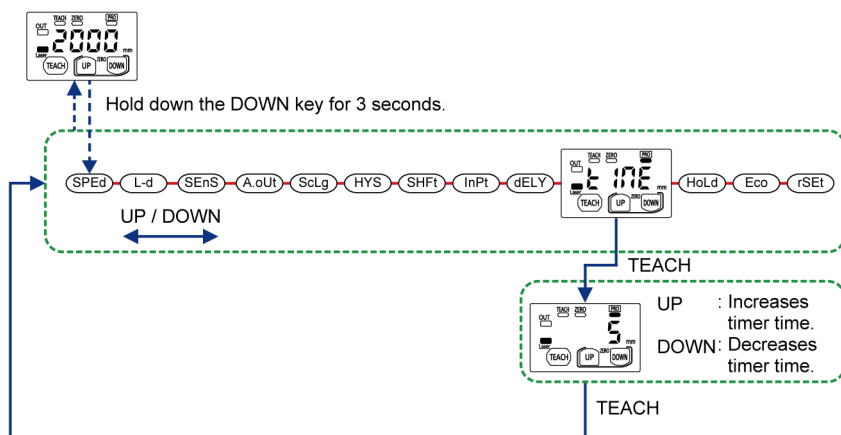 TEACH ZERO PRO
OUT
2000 mm
Laser
TEACH UP ZERO DOWN
Hold down the DOWN key for 3 seconds.
SPEd L-d SEnS A.oUt ScLg HYS SHFt InPt dELY
TEACH ZERO PRO
OUT
t IME mm
Laser
TEACH UP ZERO DOWN
HoLd Eco rSEt
UP / DOWN
TEACH
TEACH ZERO PRO
OUT
5 mm
Laser
TEACH UP ZERO DOWN
UP : Increases
timer time.
DOWN: Decreases
timer time.
TEACH